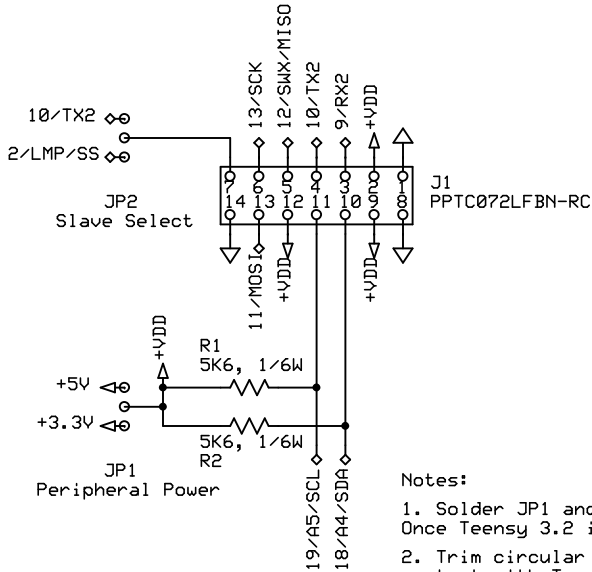 13/SCK
12/SWX/MISO
10/TX2
9/RX2
+VDD
10/TX2
2/LMP/SS
JP2
Slave Select
7 6 5 4 3 2 1
14 13 12 11 10 9 8
J1
PPTC072LFBN-RC
11/MOSI
+VDD
+VDD
+VDD
R1
5K6, 1/6W
+5V
+3.3V
5K6, 1/6W
R2
JP1
Peripheral Power
19/A5/SCL
18/A4/SDA
Notes:
1. Solder JP1 and
Once Teensy 3.2 i
2. Trim circular